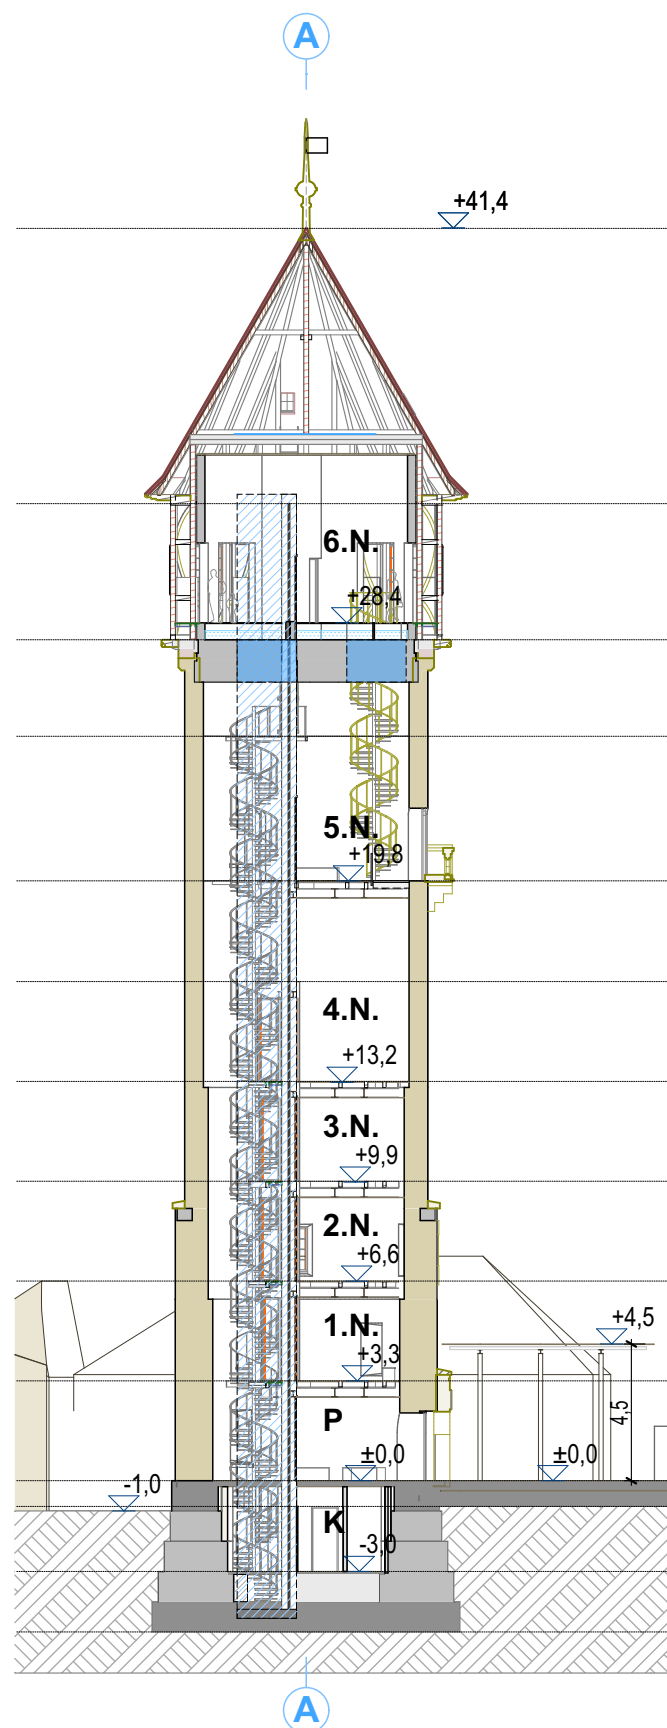 A
+41,4
6.N.
+28,4
5.N.
+19,8
4.N.
+13,2
3.N.
+9,9
2.N.
+6,6
1.N.
+4,5
+3,3
4,5
P
±0,0
±0,0
-1,0
K
-3,0
A